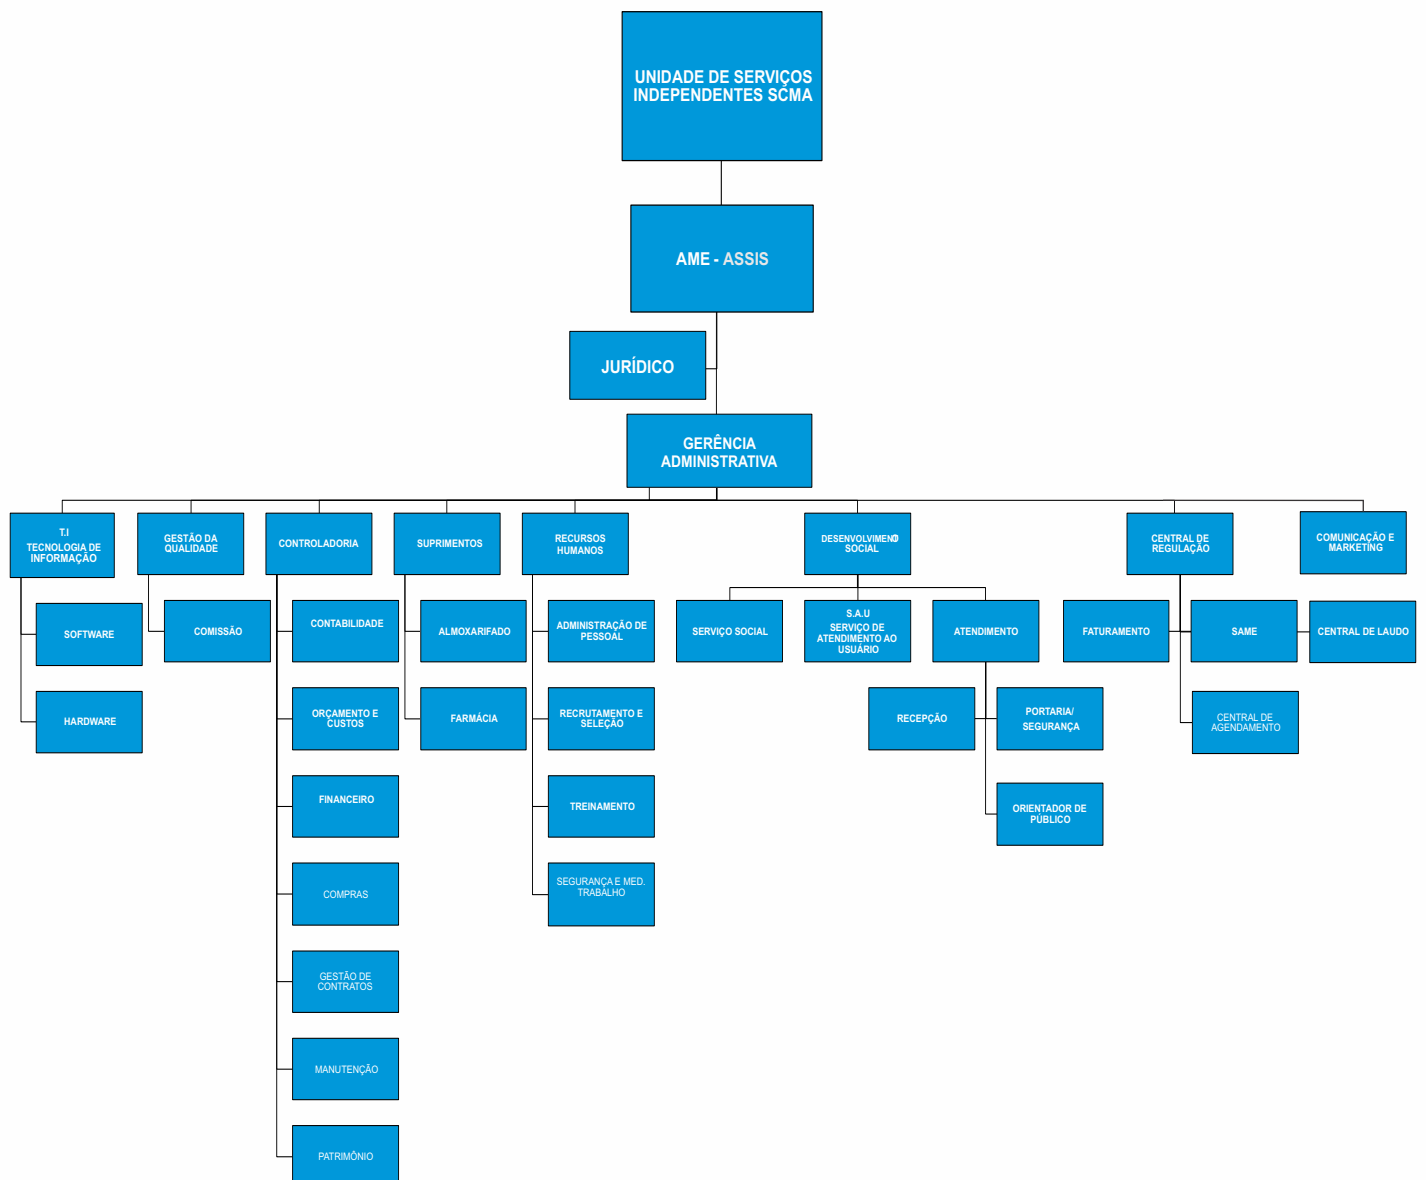 UNIDADE DE SERVIÇOS
INDEPENDENTES SCMA
AME - ASSIS
JURÍDICO
GERÊNCIA
ADMINISTRATIVA
T.I
TECNOLOGIA DE
INFORMAÇÃO
GESTÃO DA
QUALIDADE
CONTROLADORIA
SUPRIMENTOS
RECURSOS
HUMANOS
DESENVOLVIMENO
SOCIAL
CENTRAL DE
REGULAÇÃO
COMUNICAÇÃO E
MARKETING
SOFTWARE
COMISSÃO
CONTABILIDADE
ALMOXARIFADO
ADMINISTRAÇÃO DE
PESSOAL
SERVIÇO SOCIAL
S.A.U
SERVIÇO DE
ATENDIMENTO AO
USUÁRIO
ATENDIMENTO
FATURAMENTO
SAME
CENTRAL DE LAUDO
HARDWARE
ORÇAMENTO E
CUSTOS
FARMÁCIA
RECRUTAMENTO E
SELEÇÃO
RECEPÇÃO
PORTARIA/
SEGURANÇA
CENTRAL DE
AGENDAMENTO
FINANCEIRO
TREINAMENTO
ORIENTADOR DE
PÚBLICO
COMPRAS
SEGURANÇA E MED.
TRABALHO
GESTÃO DE
CONTRATOS
MANUTENÇÃO
PATRIMÔNIO